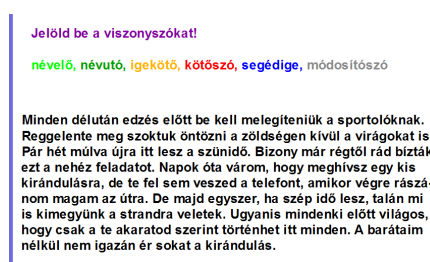 Jelöld be a viszonyszókat!
névelő, névutó, igekötő, kötőszó, segédige, módosítószó
Minden délután edzés előtt be kell melegíteniük a sportolóknak.
Reggelente meg szoktuk öntözni a zöldségen kívül a virágokat is
Pár hét múlva újra itt lesz a szünidő. Bizony már régtől rád bízták
ezt a nehéz feladatot. Napok óta várom, hogy meghívsz egy kis
kirándulásra, de te fel sem veszed a telefont, amikor végre rászá-
nom magam az útra. De majd egyszer, ha szép idő lesz, talán mi
is kimegyünk a strandra veletek. Ugyanis mindenki előtt világos,
hogy csak a te akaratod szerint történhet itt minden. A barátaim
nélkül nem igazán ér sokat a kirándulás.